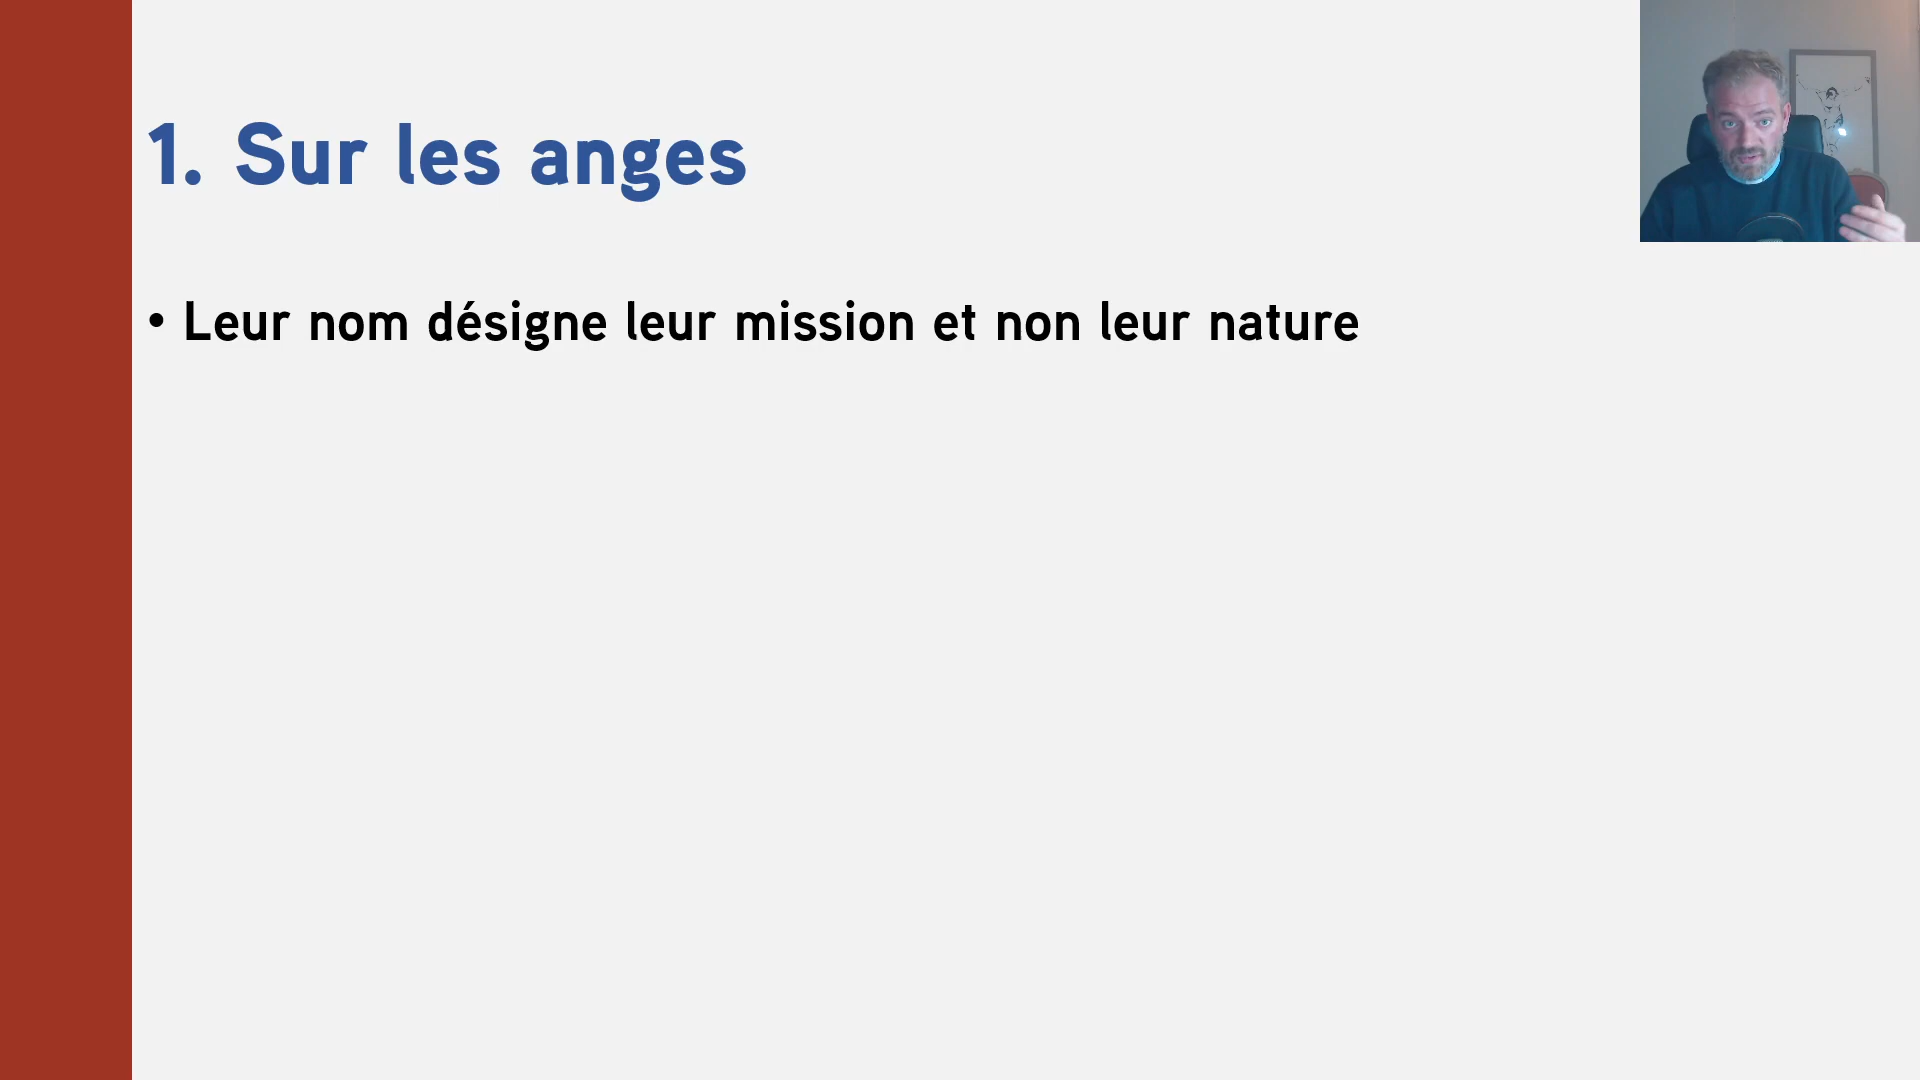 1. Sur les anges
• Leur nom désigne leur mission et non leur nature